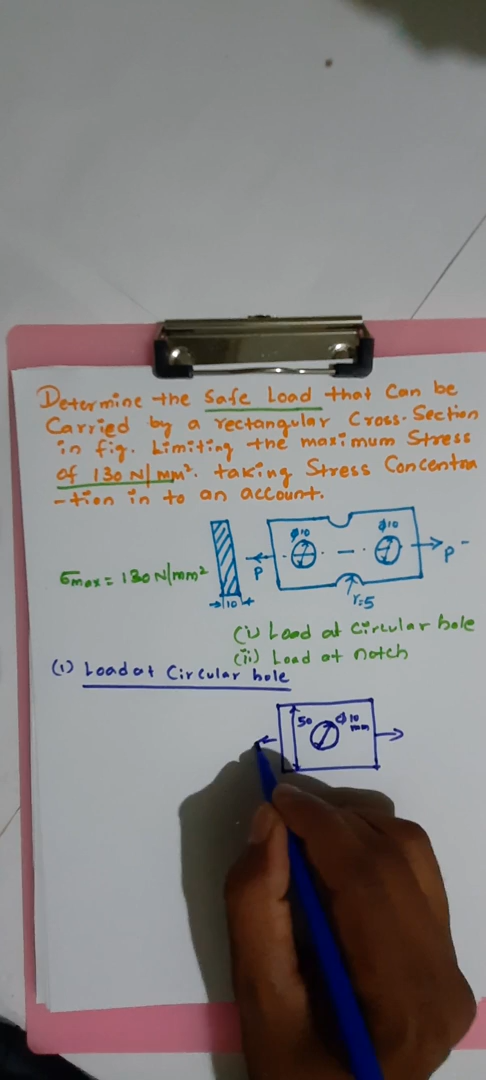 Determine the Safe Load that Can be
Carried by a rectangular Cross-Section
in fig. Limiting the maximum Stress
of 130 N/mm². taking Stress Concentra
-tion in to an account.
σmax = 130 N/mm²
φ10 φ10
P P
10
r=5
(i) Load at circular hole
(ii) Load at notch
(1) Load at Circular hole
50 φ10
mm